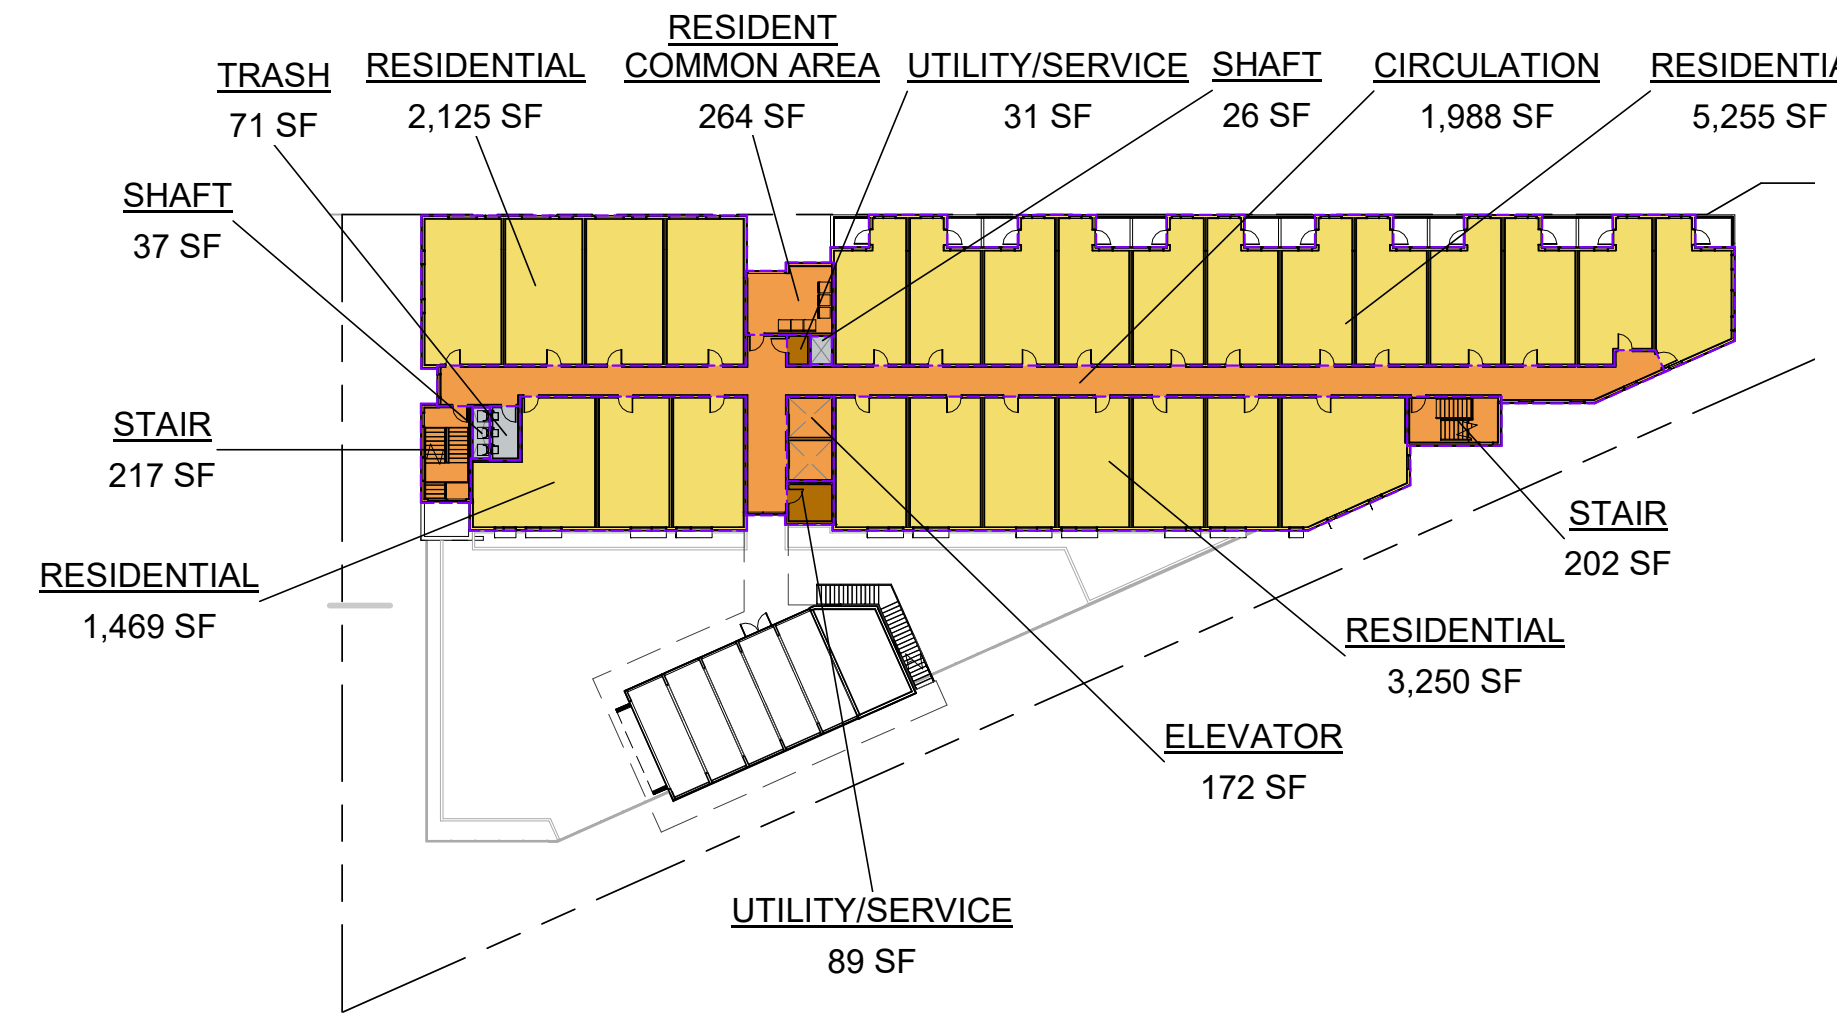 TRASH
71 SF
RESIDENTIAL
2,125 SF
RESIDENT
COMMON AREA
264 SF
UTILITY/SERVICE
31 SF
SHAFT
26 SF
CIRCULATION
1,988 SF
RESIDENTIA
5,255 SF
SHAFT
37 SF
STAIR
217 SF
RESIDENTIAL
1,469 SF
STAIR
202 SF
RESIDENTIAL
3,250 SF
ELEVATOR
172 SF
UTILITY/SERVICE
89 SF